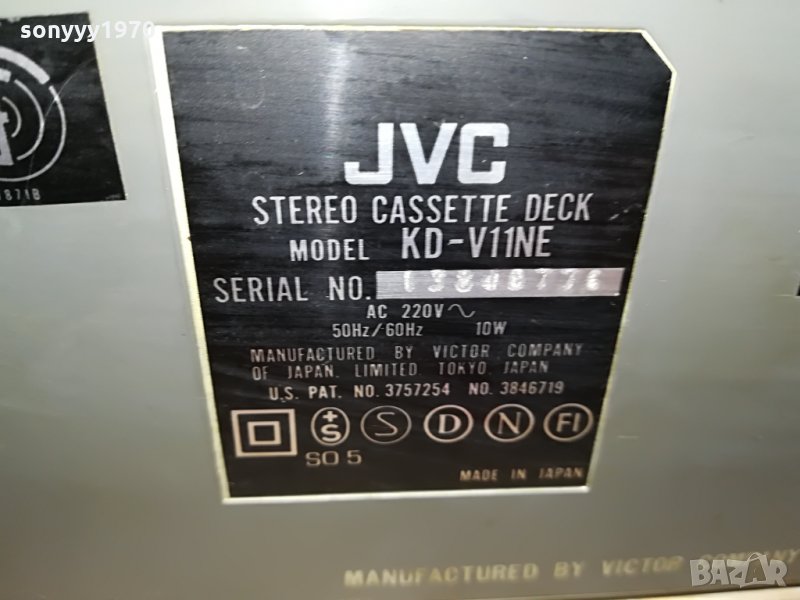 sonyyy1970
JVC
STEREO CASSETTE DECK
MODEL KD-V11NE
SERIAL NO.
AC 220V∼
50Hz/60Hz 10W
MANUFACTURED BY VICTOR COMPANY
OF JAPAN, LIMITED. TOKYO, JAPAN
U.S. PAT. NO. 3757254 NO. 3846719
+S S D N FI
SO 5
MADE IN JAPAN
MANUFACTURED BY VICTOR COMPANY
bazar